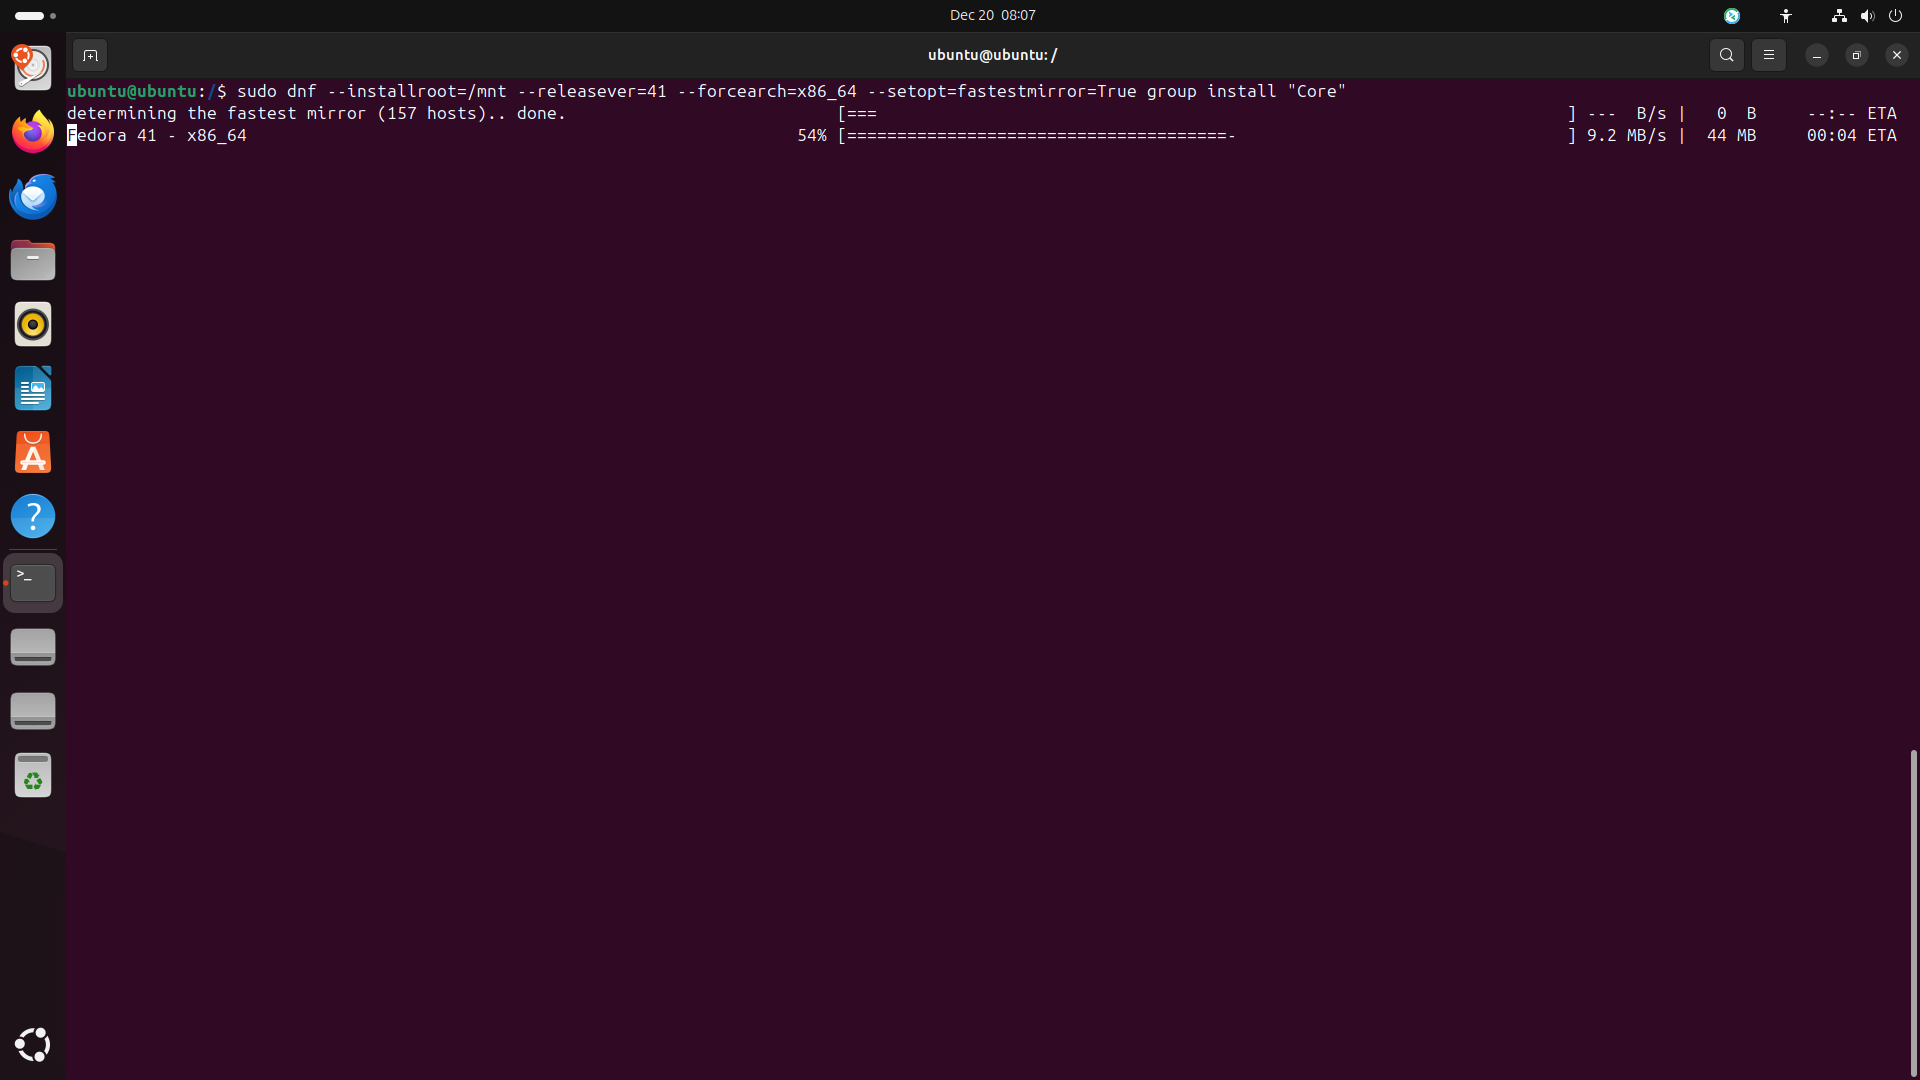 Dec 20 08:07
ubuntu@ubuntu: /
ubuntu@ubuntu:/$ sudo dnf --installroot=/mnt --releasever=41 --forcearch=x86_64 --setopt=fastestmirror=True group install "Core"
determining the fastest mirror (157 hosts).. done. [=== ] --- B/s | 0 B --:-- ETA
Fedora 41 - x86_64 54% [======================================- ] 9.2 MB/s | 44 MB 00:04 ETA